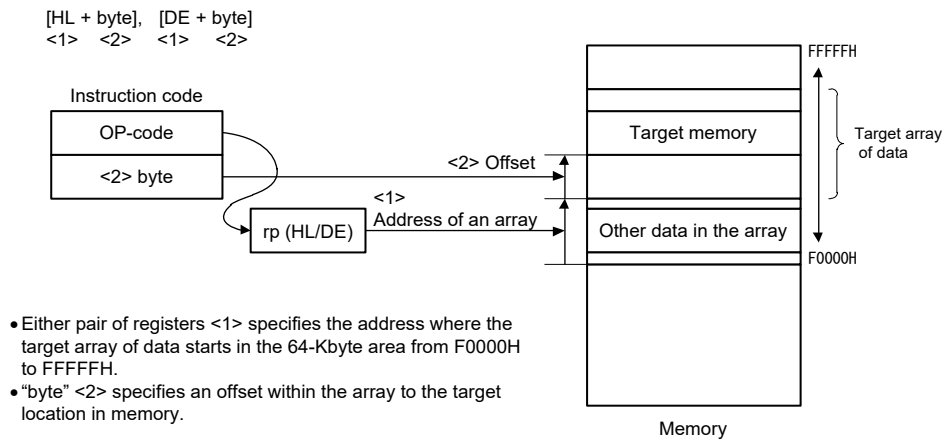 [HL + byte], [DE + byte]
<1> <2> <1> <2>
Instruction code
OP-code
<2> byte
rp (HL/DE)
<2> Offset
<1>
Address of an array
FFFFFH
Target memory
Target array
of data
Other data in the array
F0000H
Memory
• Either pair of registers <1> specifies the address where the
target array of data starts in the 64-Kbyte area from F0000H
to FFFFFH.
• “byte” <2> specifies an offset within the array to the target
location in memory.